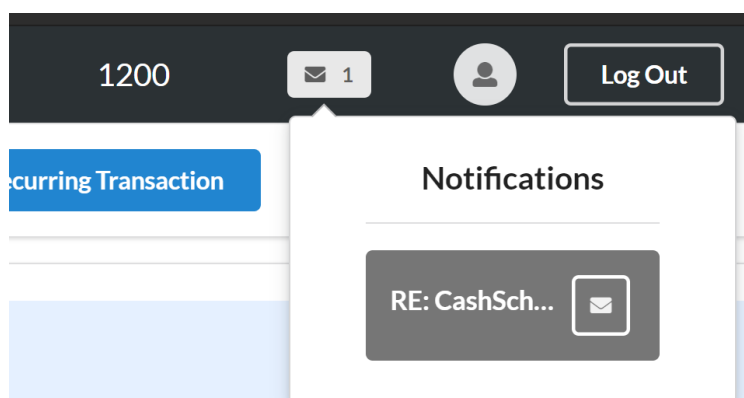 1200
1
Log Out
ecurring Transaction
Notifications
RE: CashSch...